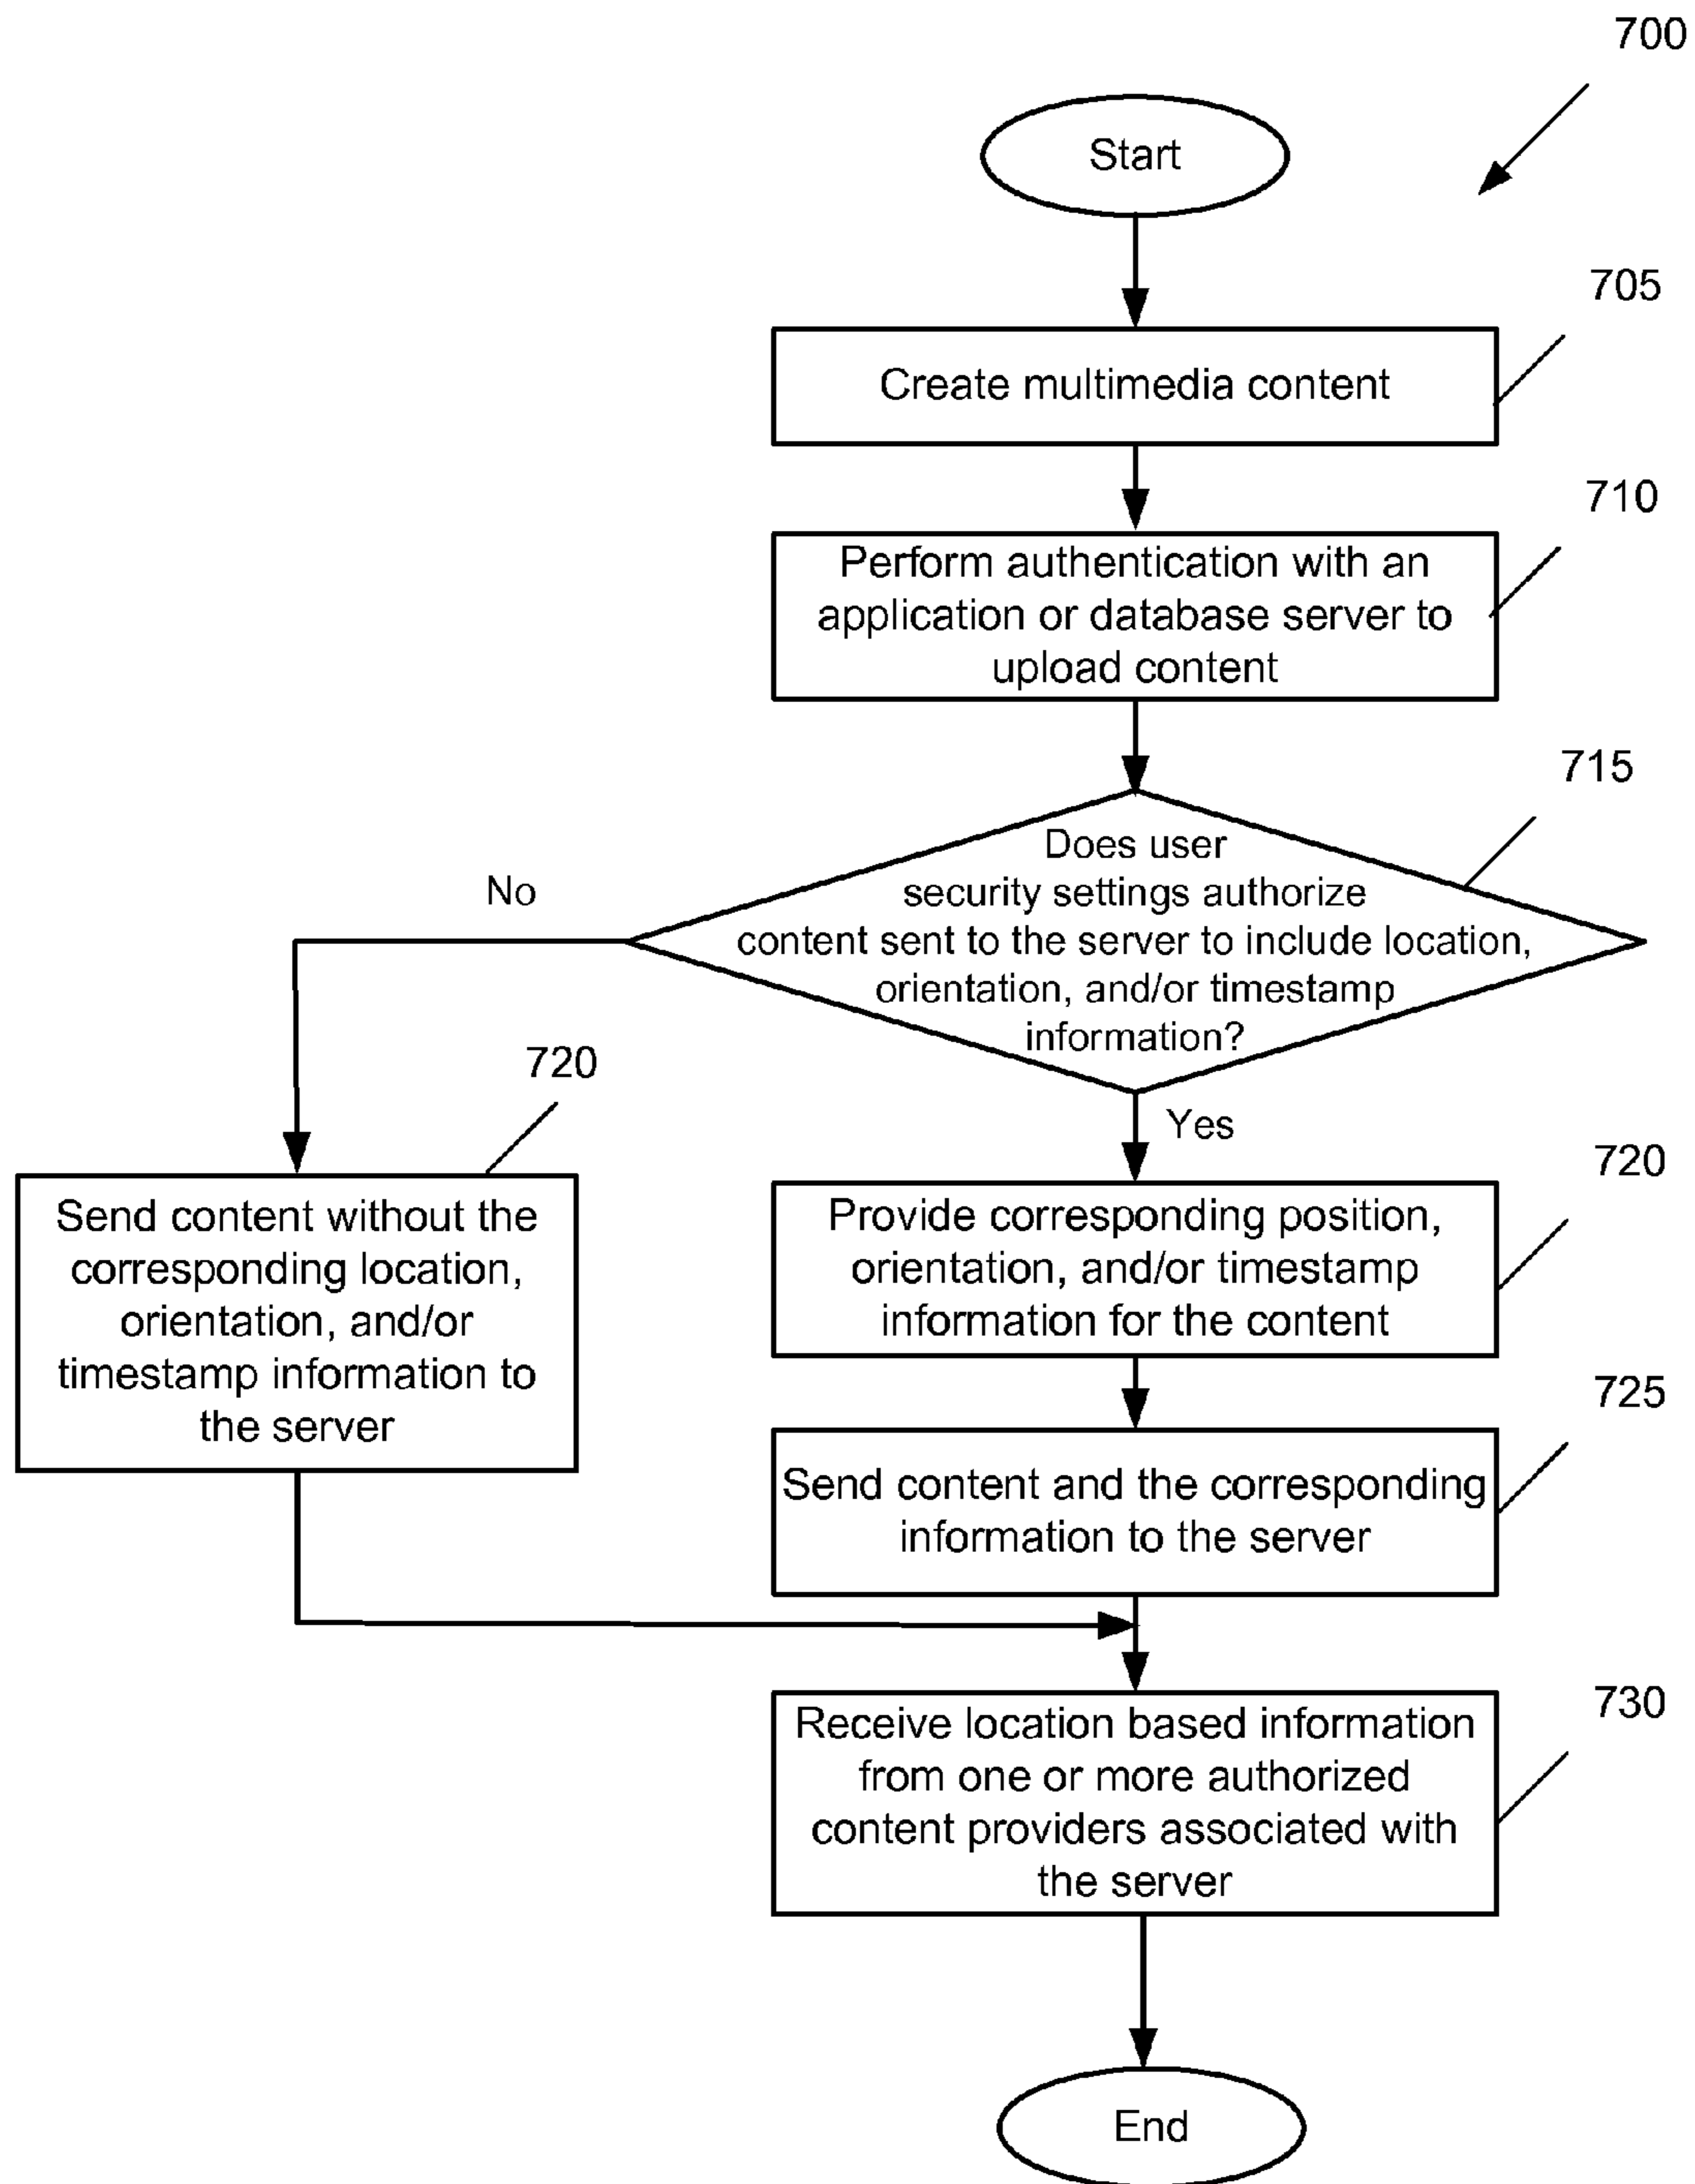 700
Start
705
Create multimedia content
710
Perform authentication with an
application or database server to
upload content
715
Does user
security settings authorize
content sent to the server to include location,
orientation, and/or timestamp
information?
No
Yes
720
Send content without the
corresponding location,
orientation, and/or
timestamp information to
the server
720
Provide corresponding position,
orientation, and/or timestamp
information for the content
725
Send content and the corresponding
information to the server
730
Receive location based information
from one or more authorized
content providers associated with
the server
End